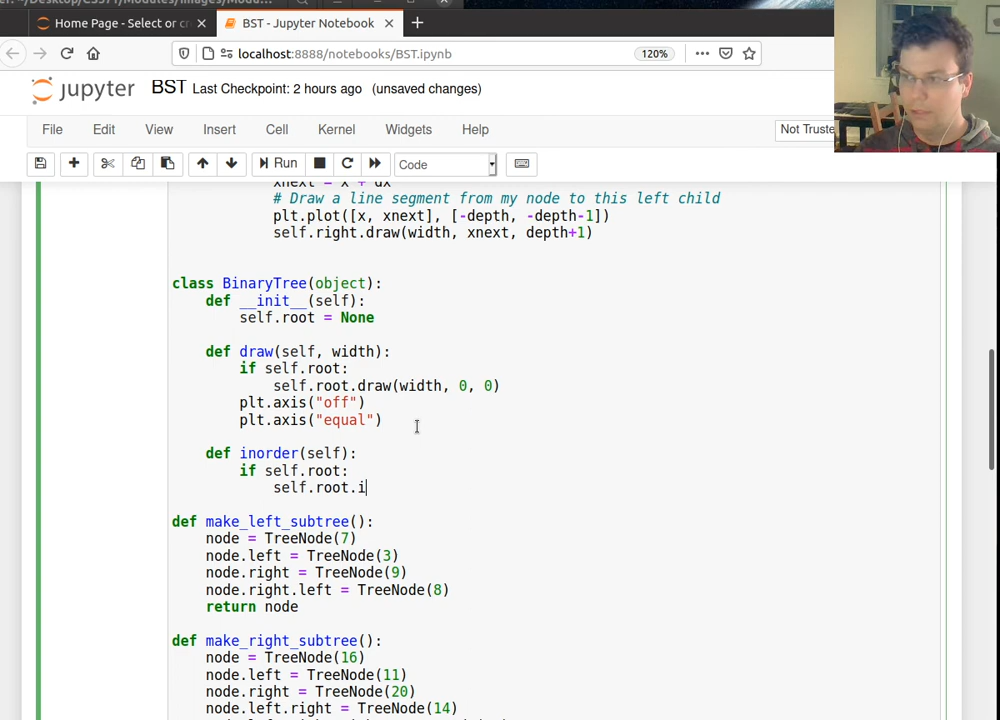 Home Page - Select or cr
BST - Jupyter Notebook
localhost:8888/notebooks/BST.ipynb
120%
jupyter BST Last Checkpoint: 2 hours ago (unsaved changes)
File Edit View Insert Cell Kernel Widgets Help
Not Truste
Run
Code
xnext = x + dx
# Draw a line segment from my node to this left child
plt.plot([x, xnext], [-depth, -depth-1])
self.right.draw(width, xnext, depth+1)
class BinaryTree(object):
def __init__(self):
self.root = None
def draw(self, width):
if self.root:
self.root.draw(width, 0, 0)
plt.axis("off")
plt.axis("equal")
def inorder(self):
if self.root:
self.root.i
def make_left_subtree():
node = TreeNode(7)
node.left = TreeNode(3)
node.right = TreeNode(9)
node.right.left = TreeNode(8)
return node
def make_right_subtree():
node = TreeNode(16)
node.left = TreeNode(11)
node.right = TreeNode(20)
node.left.right = TreeNode(14)